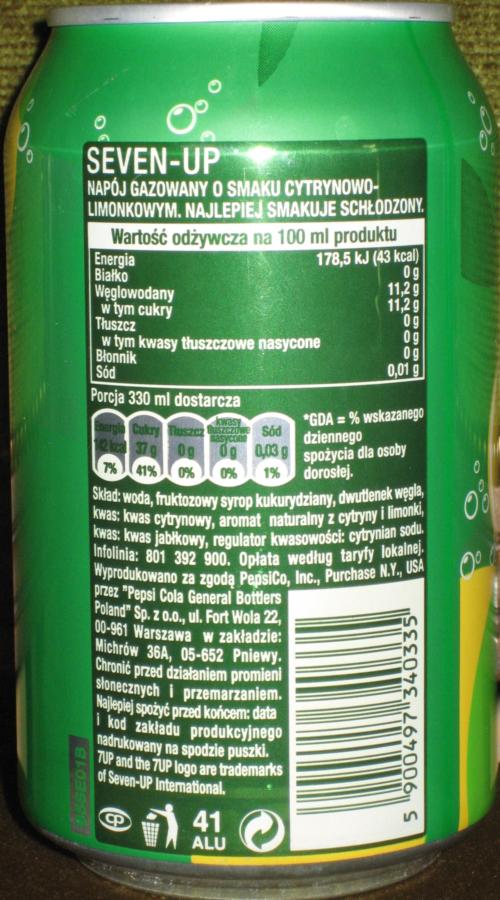 SEVEN-UP
NAPÓJ GAZOWANY O SMAKU CYTRYNOWO-
LIMONKOWYM. NAJLEPIEJ SMAKUJE SCHŁODZONY.
Wartość odżywcza na 100 ml produktu
Energia 178,5 kJ (43 kcal)
Białko 0 g
Węglowodany 11,2 g
w tym cukry 11,2 g
Tłuszcz 0 g
w tym kwasy tłuszczowe nasycone 0 g
Błonnik 0 g
Sód 0,01 g
Porcja 330 ml dostarcza
Energia Cukry Tłuszcz kwasy tłuszczowe nasycone Sód
142 kcal 37 g 0 g 0 g 0,03 g
7% 41% 0% 0% 1%
*GDA = % wskazanego
dziennego
spożycia dla osoby
dorosłej.
Skład: woda, fruktozowy syrop kukurydziany, dwutlenek węgla,
kwas: kwas cytrynowy, aromat naturalny z cytryny i limonki,
kwas: kwas jabłkowy, regulator kwasowości: cytrynian sodu.
Infolinia: 801 392 900. Opłata według taryfy lokalnej.
Wyprodukowano za zgodą PepsiCo, Inc., Purchase N.Y., USA
przez "Pepsi Cola General Bottlers
Poland" Sp. z o.o., ul. Fort Wola 22,
00-961 Warszawa w zakładzie:
Michrów 36A, 05-652 Pniewy.
Chronić przed działaniem promieni
słonecznych i przemarzaniem.
Najlepiej spożyć przed końcem: data
i kod zakładu produkcyjnego
nadrukowany na spodzie puszki.
7UP and the 7UP logo are trademarks
of Seven-UP International.
5 900497 340335
CP
41
ALU